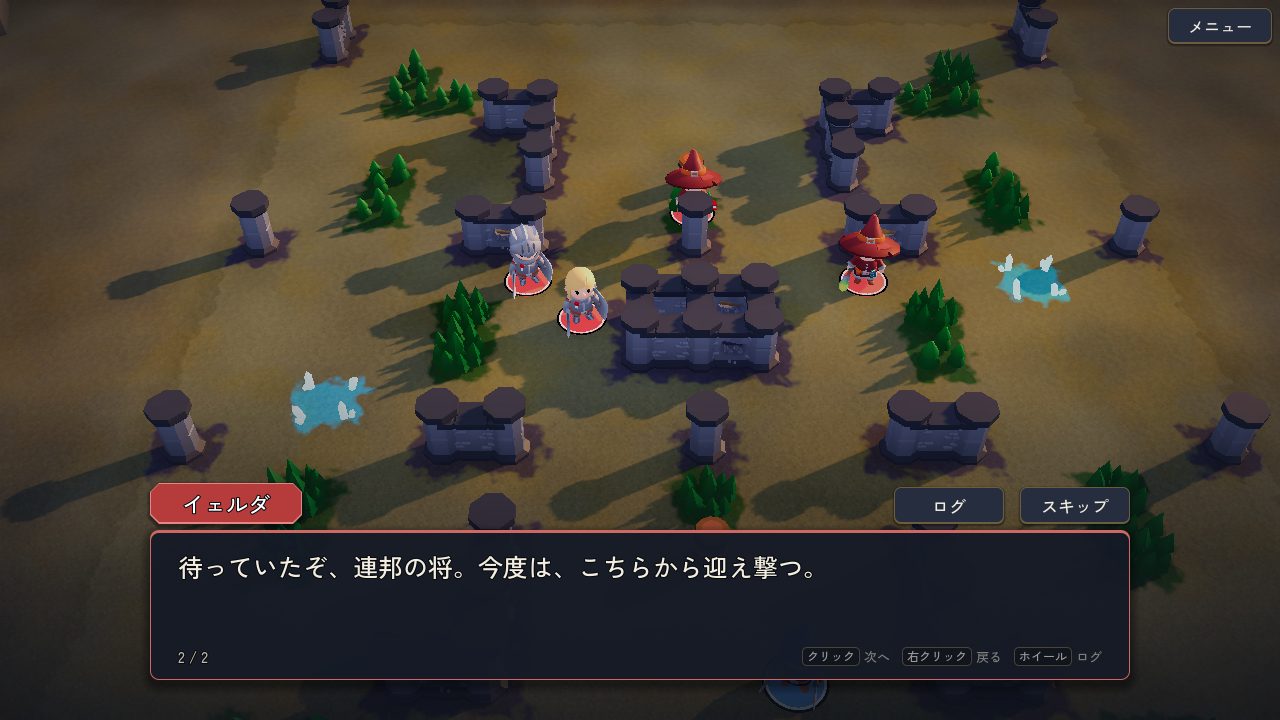 メニュー
イェルダ
ログ
スキップ
待っていたぞ、連邦の将。今度は、こちらから迎え撃つ。
2 / 2
クリック 次へ 右クリック 戻る ホイール ログ